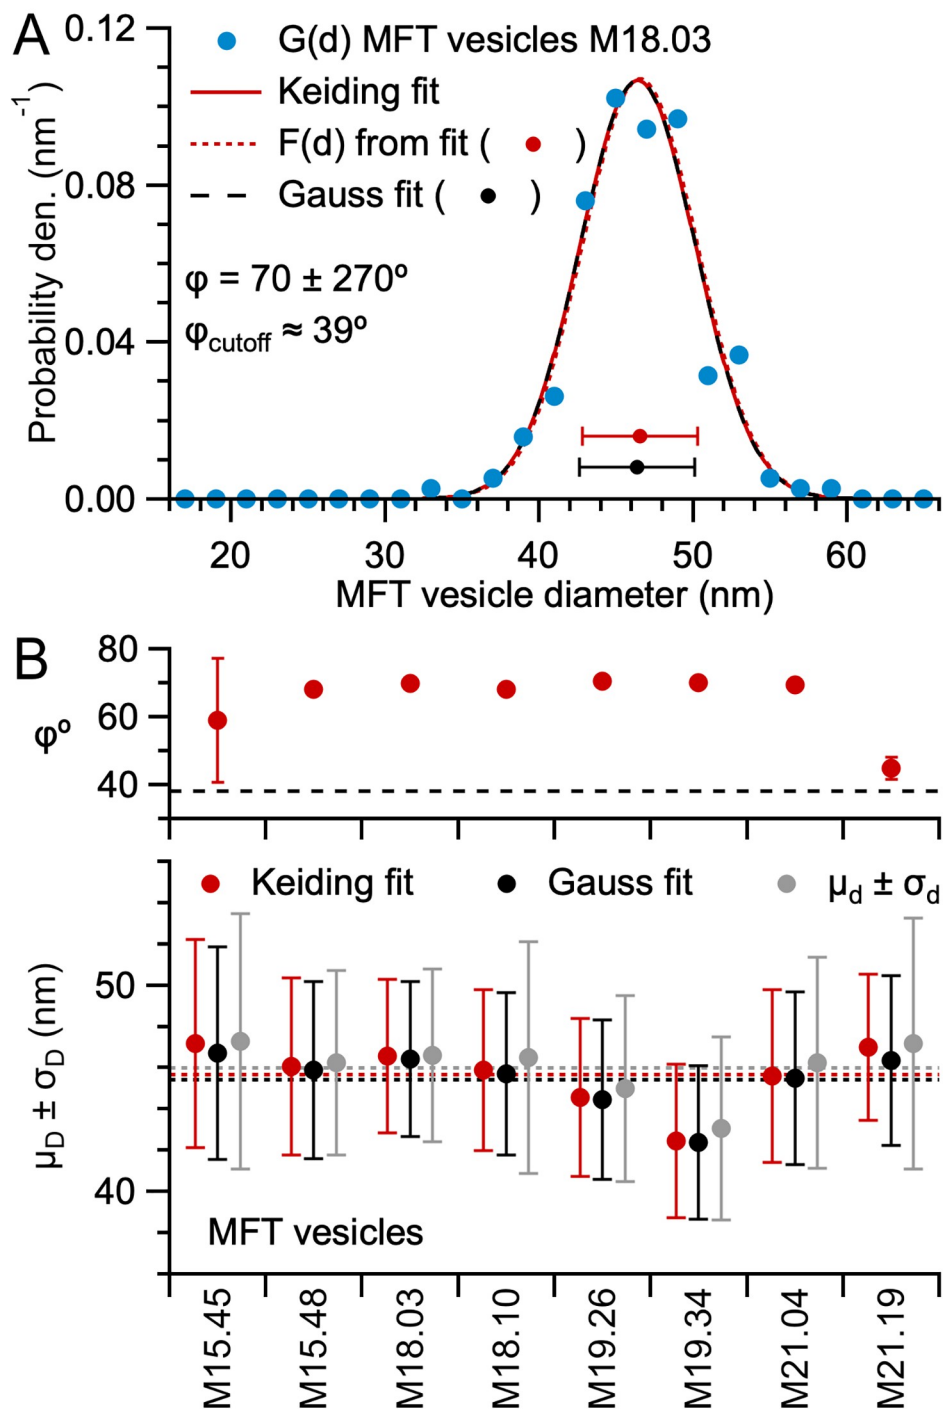 A
0.12
0.08
0.04
0.00
Probability den. (nm⁻¹)
G(d) MFT vesicles M18.03
Keiding fit
F(d) from fit ( )
Gauss fit ( )
φ = 70 ± 270º
φcutoff ≈ 39º
20 30 40 50 60
MFT vesicle diameter (nm)
B
80
60
40
φº
Keiding fit Gauss fit μd ± σd
50
40
μD ± σD (nm)
MFT vesicles
M15.45
M15.48
M18.03
M18.10
M19.26
M19.34
M21.04
M21.19